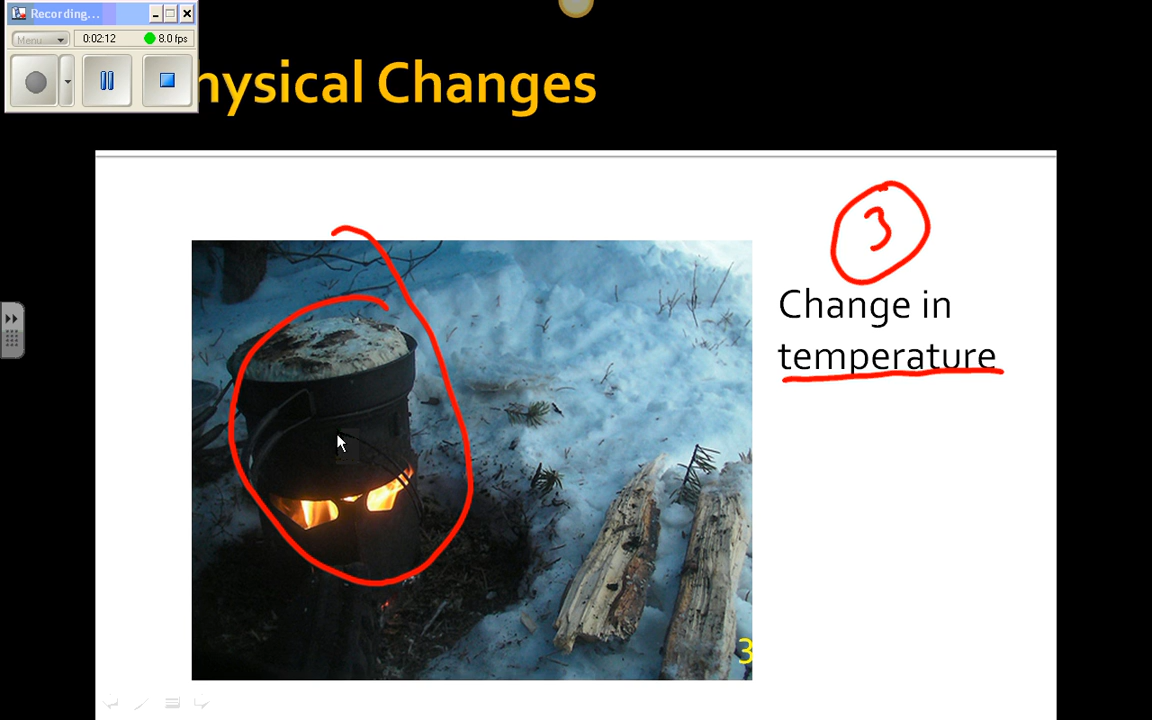 Recording...
Menu
0:02:12
8.0 fps
hysical Changes
3
Change in
temperature
3